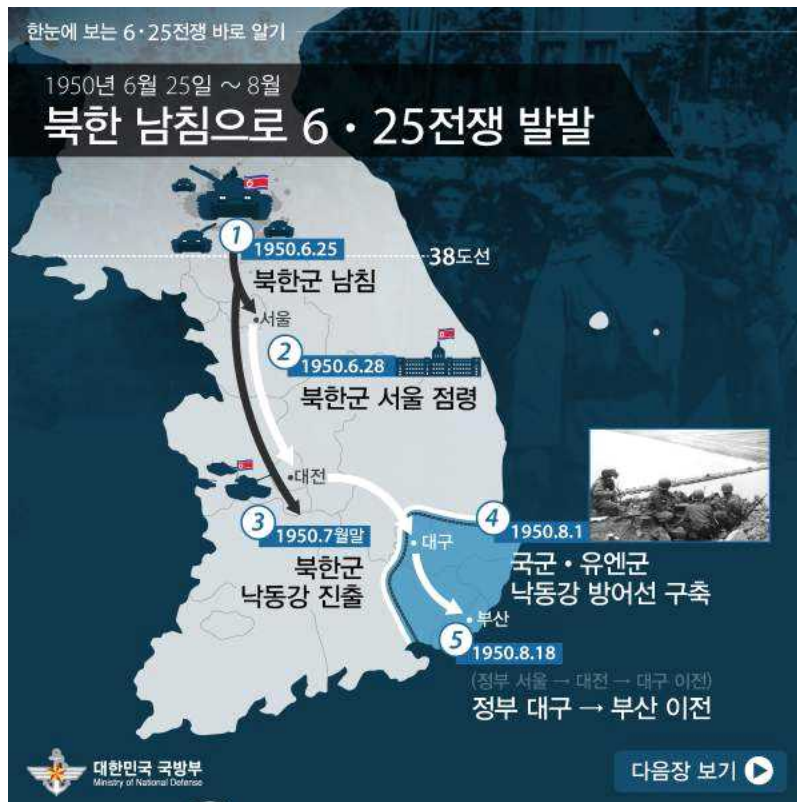 한눈에 보는 6·25전쟁 바로 알기
1950년 6월 25일 ~ 8월
북한 남침으로 6·25전쟁 발발
1
1950.6.25
38도선
북한군 남침
서울
2
1950.6.28
북한군 서울 점령
대전
3
1950.7월말
북한군
낙동강 진출
4
1950.8.1
국군·유엔군
낙동강 방어선 구축
대구
부산
5
1950.8.18
(정부 서울 → 대전 → 대구 이전)
정부 대구 → 부산 이전
대한민국 국방부
Ministry of National Defense
다음장 보기